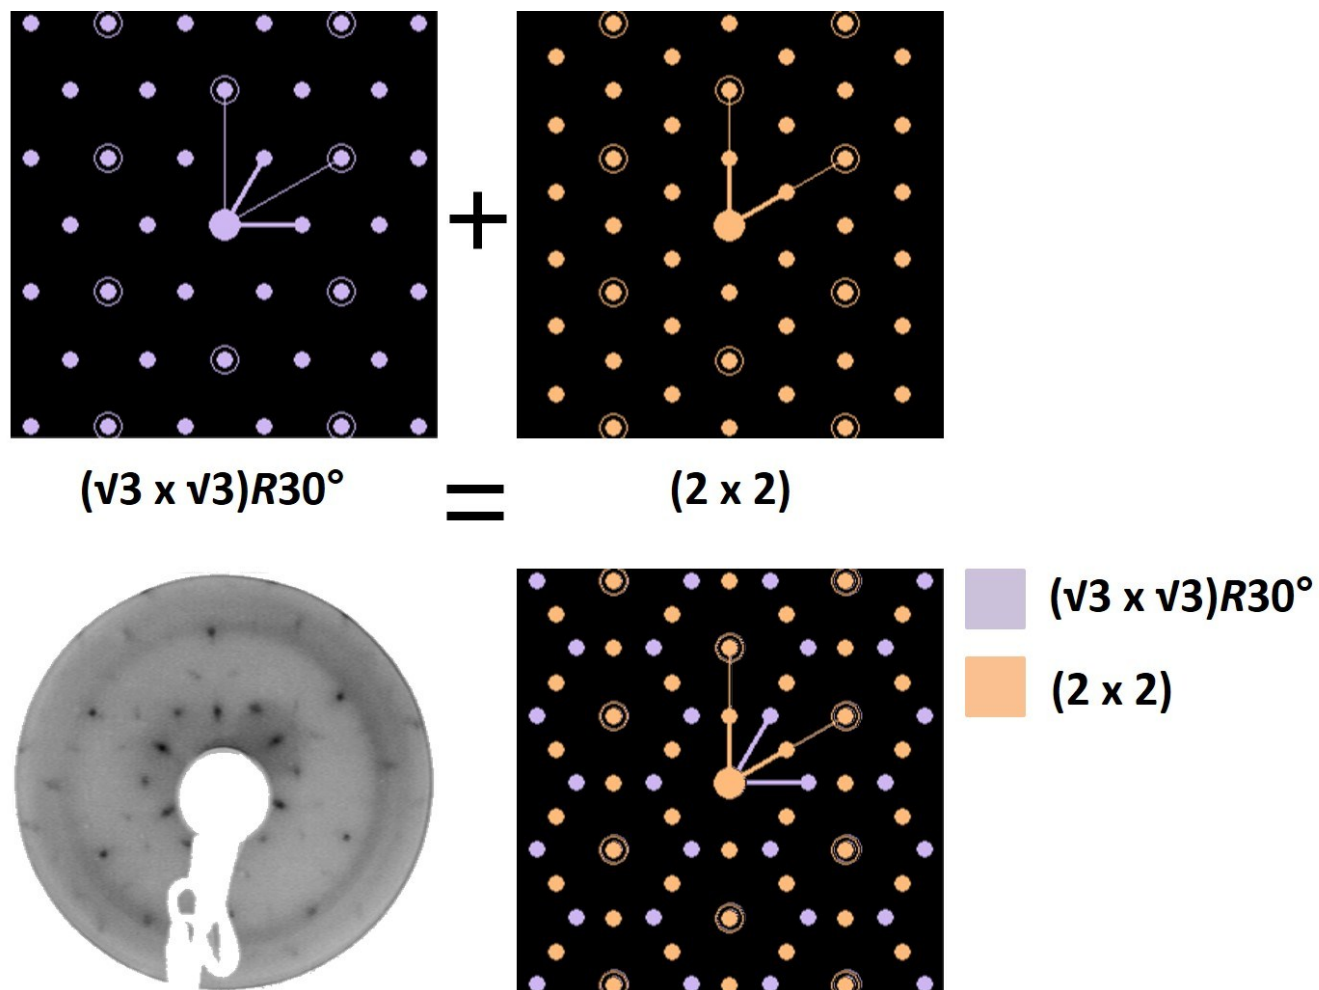 +
(√3 x √3)R30°
=
(2 x 2)
(√3 x √3)R30°
(2 x 2)